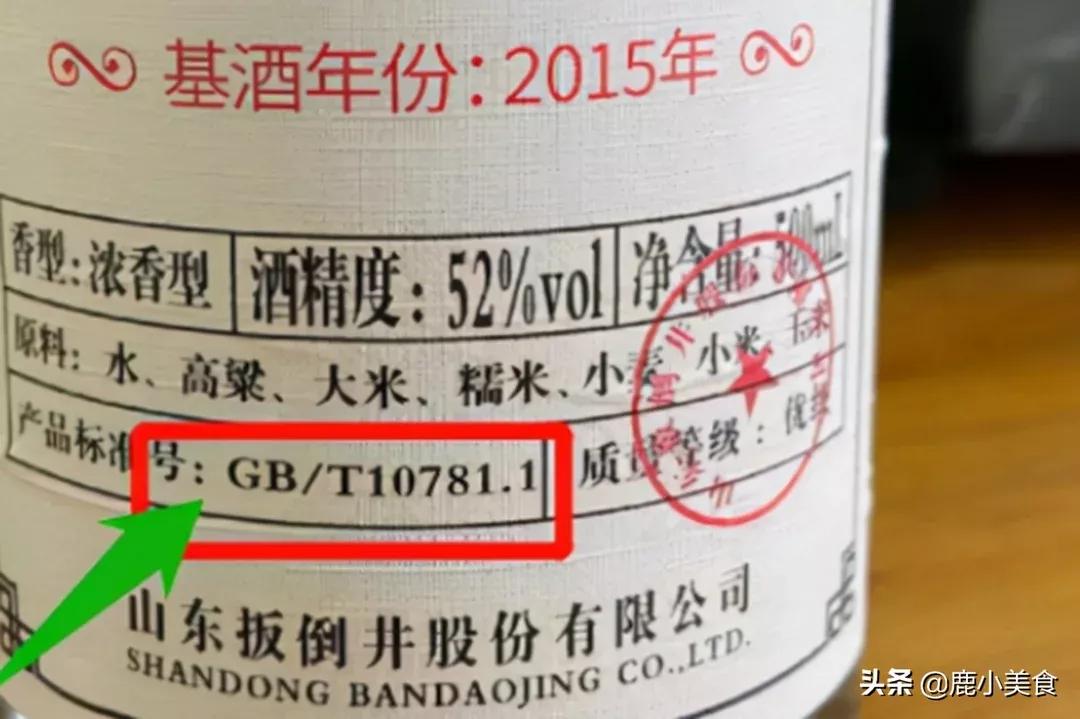 基酒年份：2015年
香型：浓香型 酒精度：52%vol 净含量：500mL
原料：水、高粱、大米、糯米、小麦、小米、玉米
产品标准号：GB/T10781.1 质量等级：优级
山东扳倒井股份有限公司
SHANDONG BANDAOJING CO.,LTD.
头条 @鹿小美食